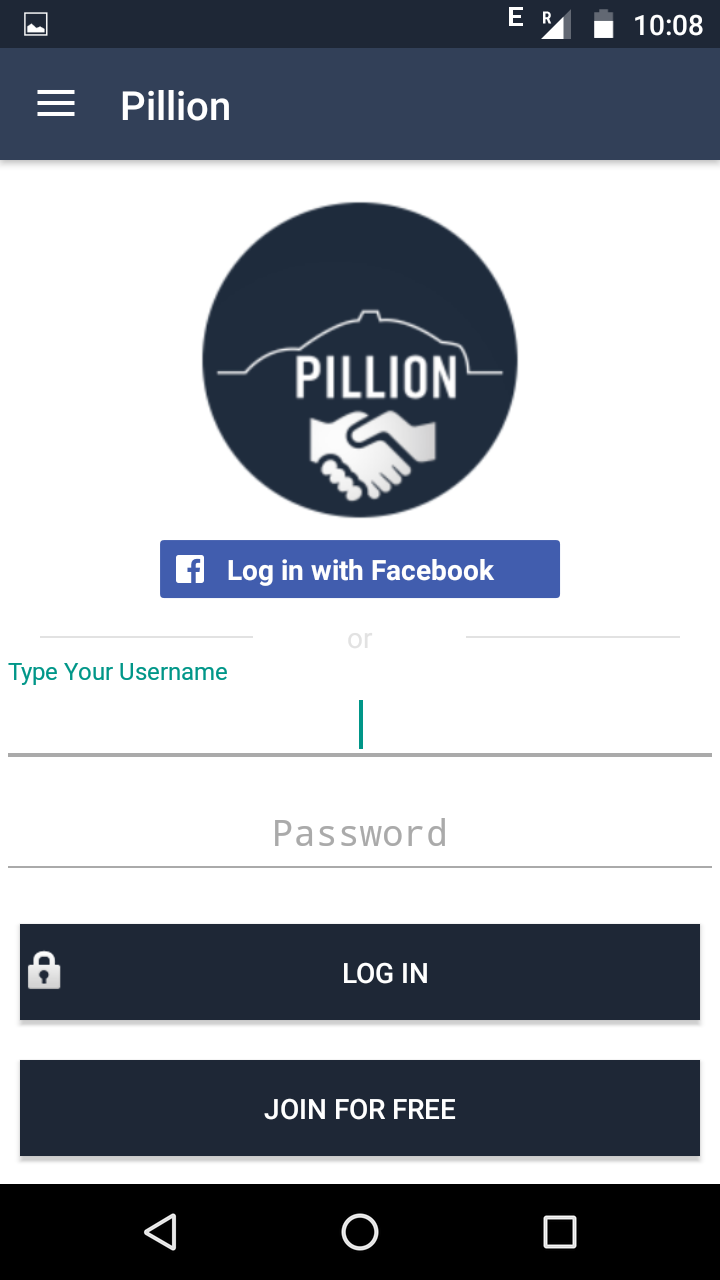 E R 10:08
Pillion
PILLION
Log in with Facebook
or
Type Your Username
Password
LOG IN
JOIN FOR FREE